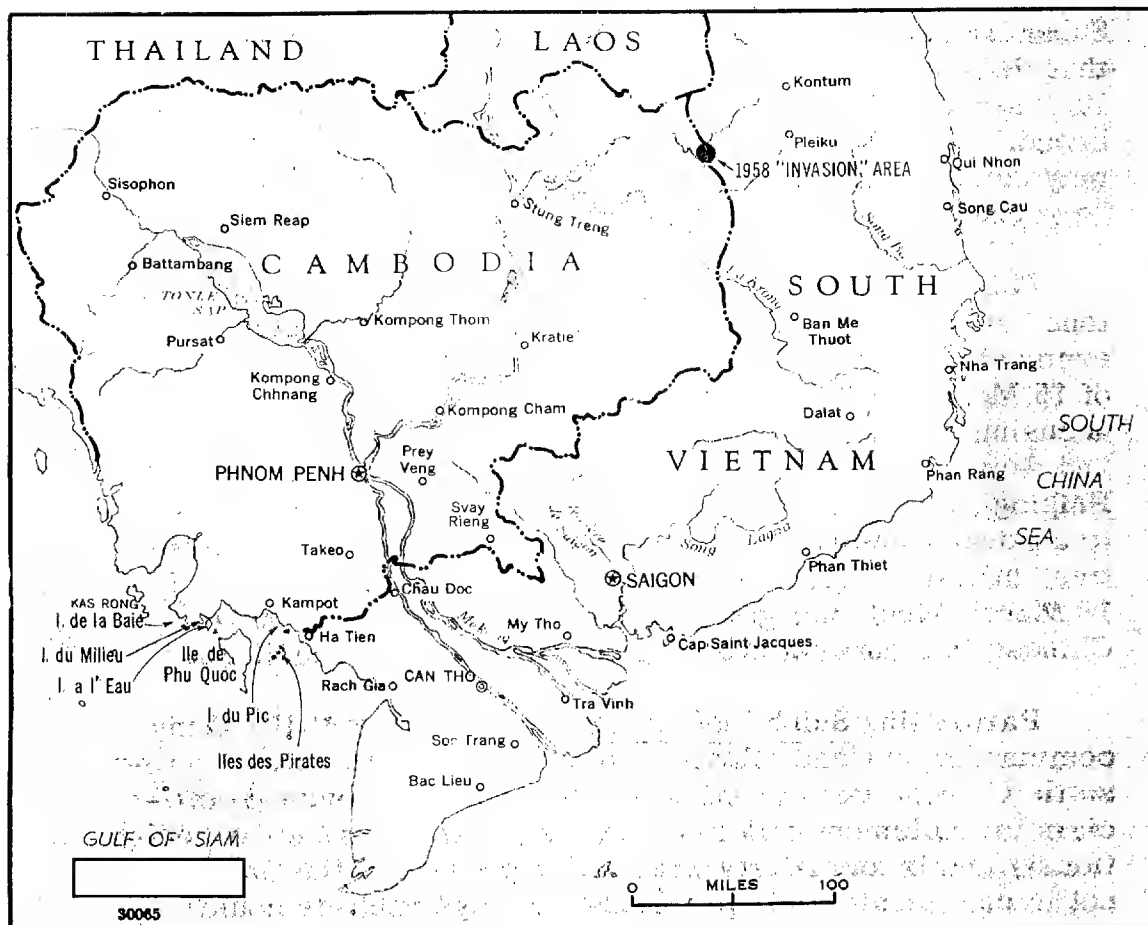 THAILAND
LAOS
Kontum
Pleiku
1958 "INVASION" AREA
Qui Nhon
Song Cau
Sisophon
Siem Reap
Stung Treng
Battambang
CAMBODIA
SOUTH
TONLE
SAP
Kompong Thom
Kratie
Ban Me
Thuot
Pursat
Kompong
Chhnang
Nha Trang
Kompong Cham
Dalat
SOUTH
VIETNAM
Prey
Veng
PHNOM PENH
Phan Rang
CHINA
Svay
Rieng
SEA
Takeo
Song
Lagna
Phan Thiet
SAIGON
Chau Doc
KAS RONG
Kampot
I. de la Baie
I. du Milieu
Ile de
Phu Quoc
Ha Tien
My Tho
Cap Saint Jacques
I. a l' Eau
Rach Gia
CAN THO
Tra Vinh
I. du Pic
Iles des Pirates
Soc Trang
Bac Lieu
GULF OF SIAM
0 MILES 100
30065